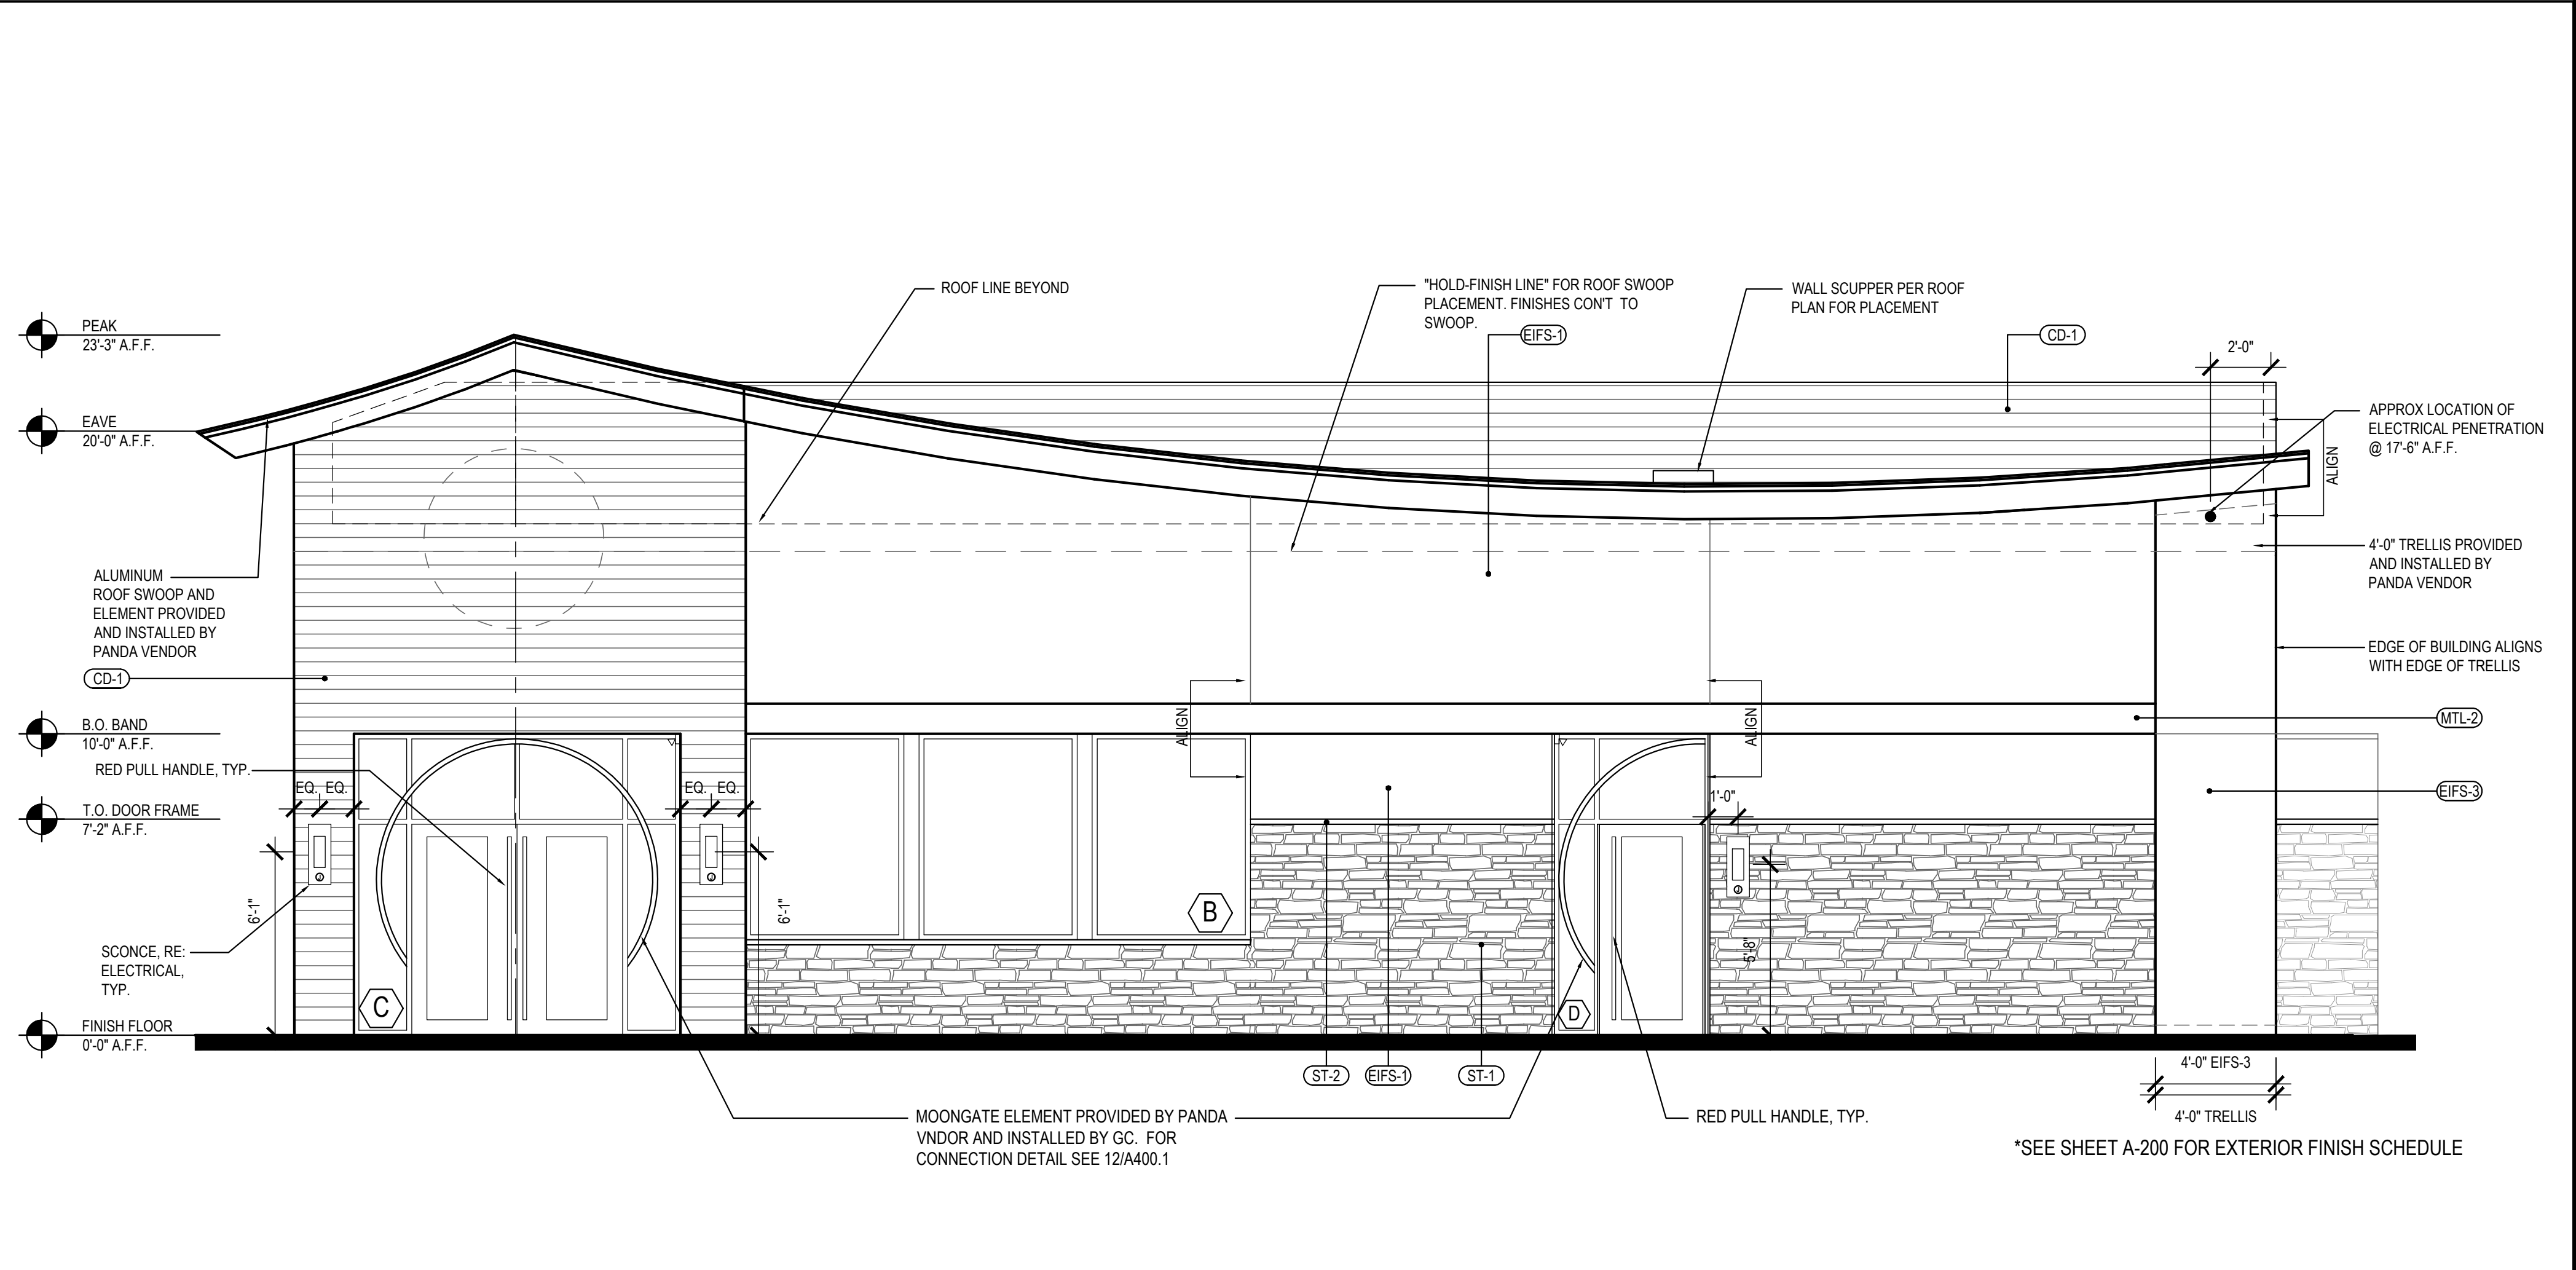 ROOF LINE BEYOND
"HOLD-FINISH LINE" FOR ROOF SWOOP
PLACEMENT. FINISHES CON'T TO
SWOOP.
EIFS-1
WALL SCUPPER PER ROOF
PLAN FOR PLACEMENT
CD-1
2'-0"
PEAK
23'-3" A.F.F.
EAVE
20'-0" A.F.F.
APPROX LOCATION OF
ELECTRICAL PENETRATION
@ 17'-6" A.F.F.
ALIGN
4'-0" TRELLIS PROVIDED
AND INSTALLED BY
PANDA VENDOR
ALUMINUM
ROOF SWOOP AND
ELEMENT PROVIDED
AND INSTALLED BY
PANDA VENDOR
EDGE OF BUILDING ALIGNS
WITH EDGE OF TRELLIS
CD-1
B.O. BAND
10'-0" A.F.F.
ALIGN
ALIGN
MTL-2
RED PULL HANDLE, TYP.
EQ. EQ.
EQ. EQ.
1'-0"
EIFS-3
T.O. DOOR FRAME
7'-2" A.F.F.
J
J
J
6'-1"
6'-1"
B
5'-8"
SCONCE, RE:
ELECTRICAL,
TYP.
C
D
FINISH FLOOR
0'-0" A.F.F.
ST-2
EIFS-1
ST-1
4'-0" EIFS-3
4'-0" TRELLIS
MOONGATE ELEMENT PROVIDED BY PANDA
VNDOR AND INSTALLED BY GC. FOR
CONNECTION DETAIL SEE 12/A400.1
RED PULL HANDLE, TYP.
*SEE SHEET A-200 FOR EXTERIOR FINISH SCHEDULE